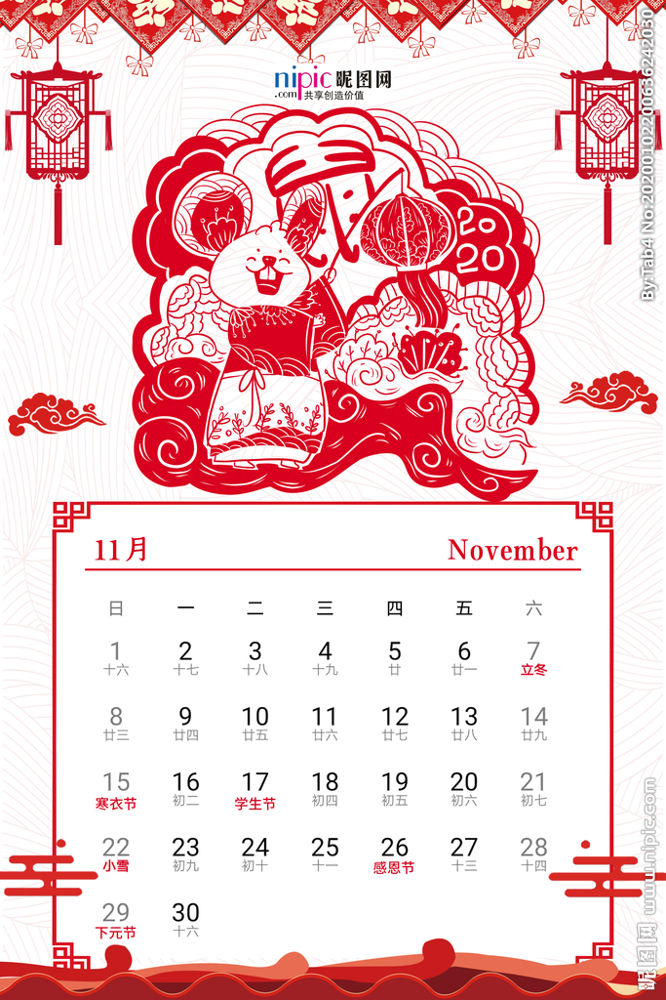 nipic 昵图网
.com 共享创造价值
By:Tab4 No.20201022200636242030
20
20
11月 November
日 一 二 三 四 五 六
1 2 3 4 5 6 7
十六 十七 十八 十九 廿 廿一 立冬
8 9 10 11 12 13 14
廿三 廿四 廿五 廿六 廿七 廿八 廿九
15 16 17 18 19 20 21
寒衣节 初二 学生节 初四 初五 初六 初七
22 23 24 25 26 27 28
小雪 初九 初十 十一 感恩节 十三 十四
29 30
下元节 十六
昵图网 www.nipic.com